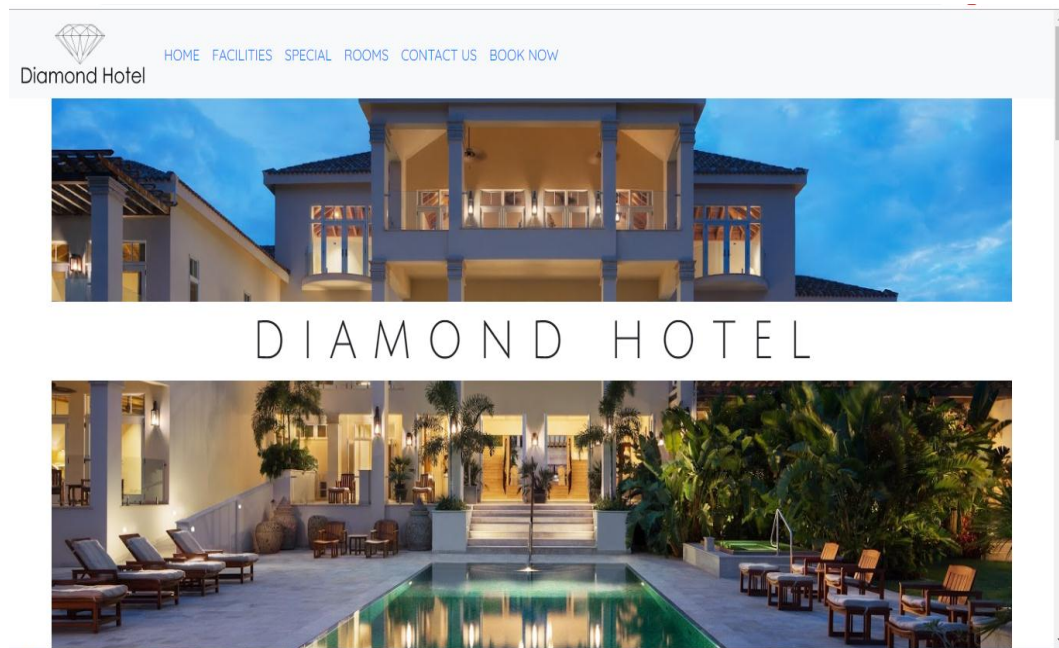 Diamond Hotel
HOME FACILITIES SPECIAL ROOMS CONTACT US BOOK NOW
DIAMOND HOTEL